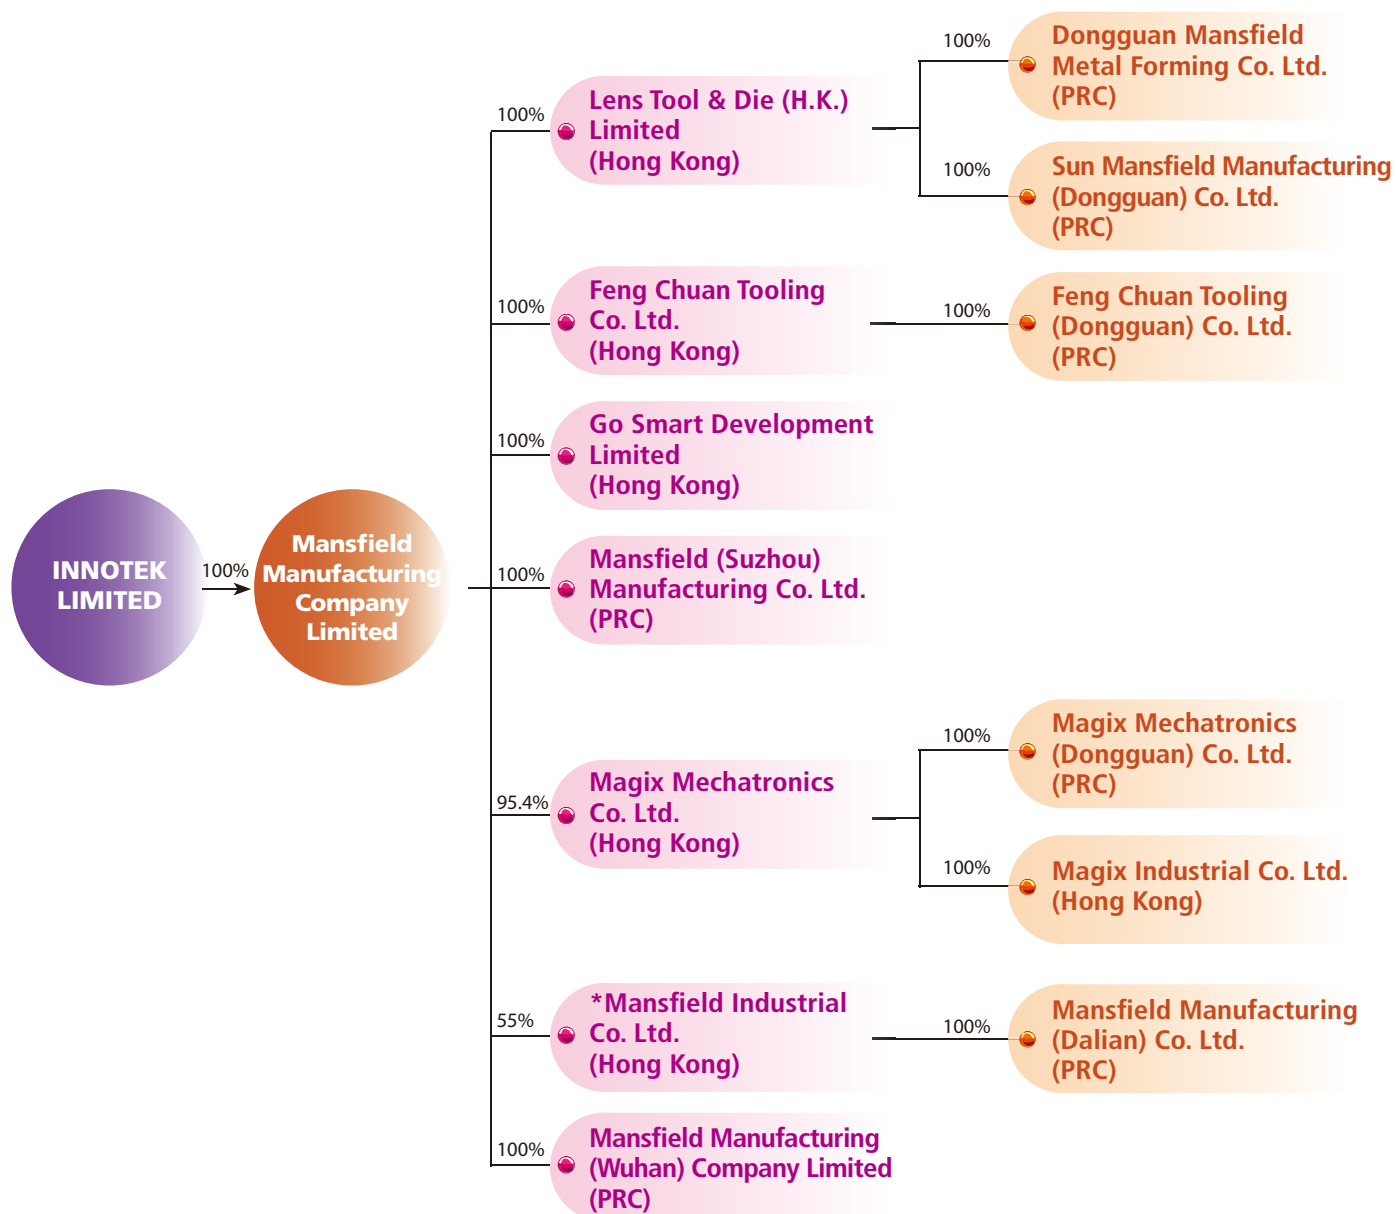 INNOTEK
LIMITED
100%
Mansfield
Manufacturing
Company
Limited
100%
Lens Tool & Die (H.K.)
Limited
(Hong Kong)
100%
Dongguan Mansfield
Metal Forming Co. Ltd.
(PRC)
100%
Sun Mansfield Manufacturing
(Dongguan) Co. Ltd.
(PRC)
100%
Feng Chuan Tooling
Co. Ltd.
(Hong Kong)
100%
Feng Chuan Tooling
(Dongguan) Co. Ltd.
(PRC)
100%
Go Smart Development
Limited
(Hong Kong)
100%
Mansfield (Suzhou)
Manufacturing Co. Ltd.
(PRC)
95.4%
Magix Mechatronics
Co. Ltd.
(Hong Kong)
100%
Magix Mechatronics
(Dongguan) Co. Ltd.
(PRC)
100%
Magix Industrial Co. Ltd.
(Hong Kong)
55%
*Mansfield Industrial
Co. Ltd.
(Hong Kong)
100%
Mansfield Manufacturing
(Dalian) Co. Ltd.
(PRC)
100%
Mansfield Manufacturing
(Wuhan) Company Limited
(PRC)